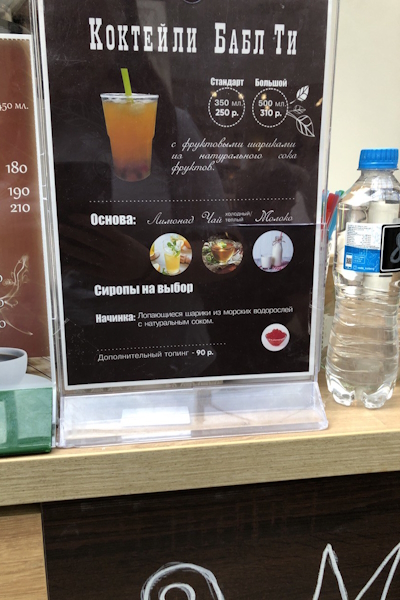 Коктейли Бабл Ти
Стандарт Большой
350 мл. 500 мл.
250 р. 310 р.
с фруктовыми шариками
из натурального сока
фруктов.
Основа: Лимонад Чай холодный/теплый Молоко
Сиропы на выбор
Начинка: Лопающиеся шарики из морских водорослей
с натуральным соком.
Дополнительный топинг - 90 р.
мл.
180
190
210